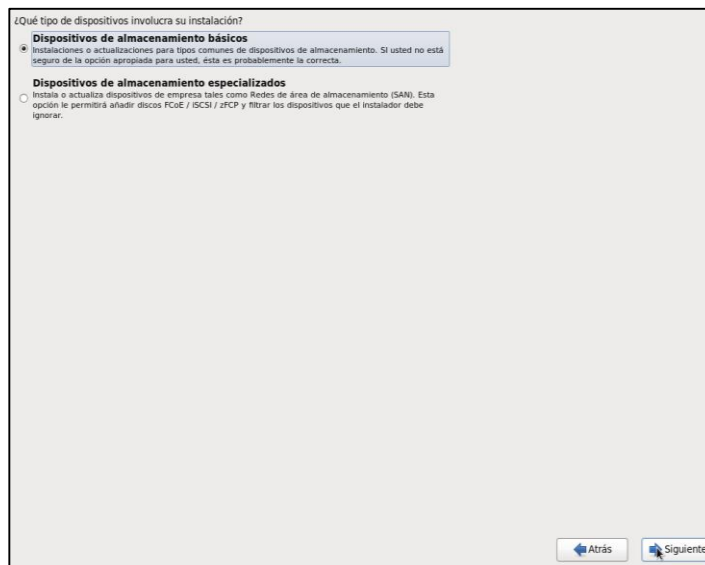 ¿Qué tipo de dispositivos involucra su instalación?
Dispositivos de almacenamiento básicos
Instalaciones o actualizaciones para tipos comunes de dispositivos de almacenamiento. SI usted no está
seguro de la opción apropiada para usted, ésta es probablemente la correcta.
Dispositivos de almacenamiento especializados
Instala o actualiza dispositivos de empresa tales como Redes de área de almacenamiento (SAN). Esta
opción le permitirá añadir discos FCoE / iSCSI / zFCP y filtrar los dispositivos que el instalador debe
ignorar.
Atrás
Siguiente